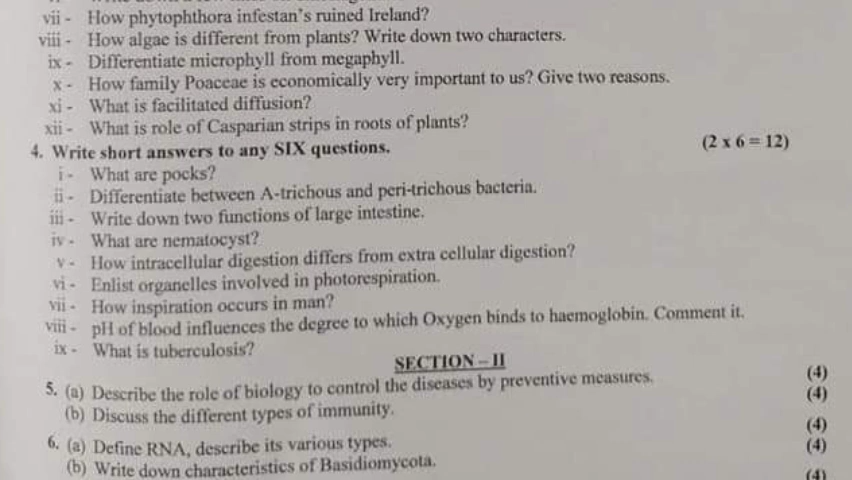 vii - How phytophthora infestan's ruined Ireland?
viii - How algae is different from plants? Write down two characters.
ix - Differentiate microphyll from megaphyll.
x - How family Poaceae is economically very important to us? Give two reasons.
xi - What is facilitated diffusion?
xii - What is role of Casparian strips in roots of plants?
4. Write short answers to any SIX questions. (2 x 6 = 12)
i - What are pocks?
ii - Differentiate between A-trichous and peri-trichous bacteria.
iii - Write down two functions of large intestine.
iv - What are nematocyst?
v - How intracellular digestion differs from extra cellular digestion?
vi - Enlist organelles involved in photorespiration.
vii - How inspiration occurs in man?
viii - pH of blood influences the degree to which Oxygen binds to haemoglobin. Comment it.
ix - What is tuberculosis?
SECTION – II
5. (a) Describe the role of biology to control the diseases by preventive measures. (4)
(b) Discuss the different types of immunity. (4)
6. (a) Define RNA, describe its various types. (4)
(b) Write down characteristics of Basidiomycota. (4)
(4)